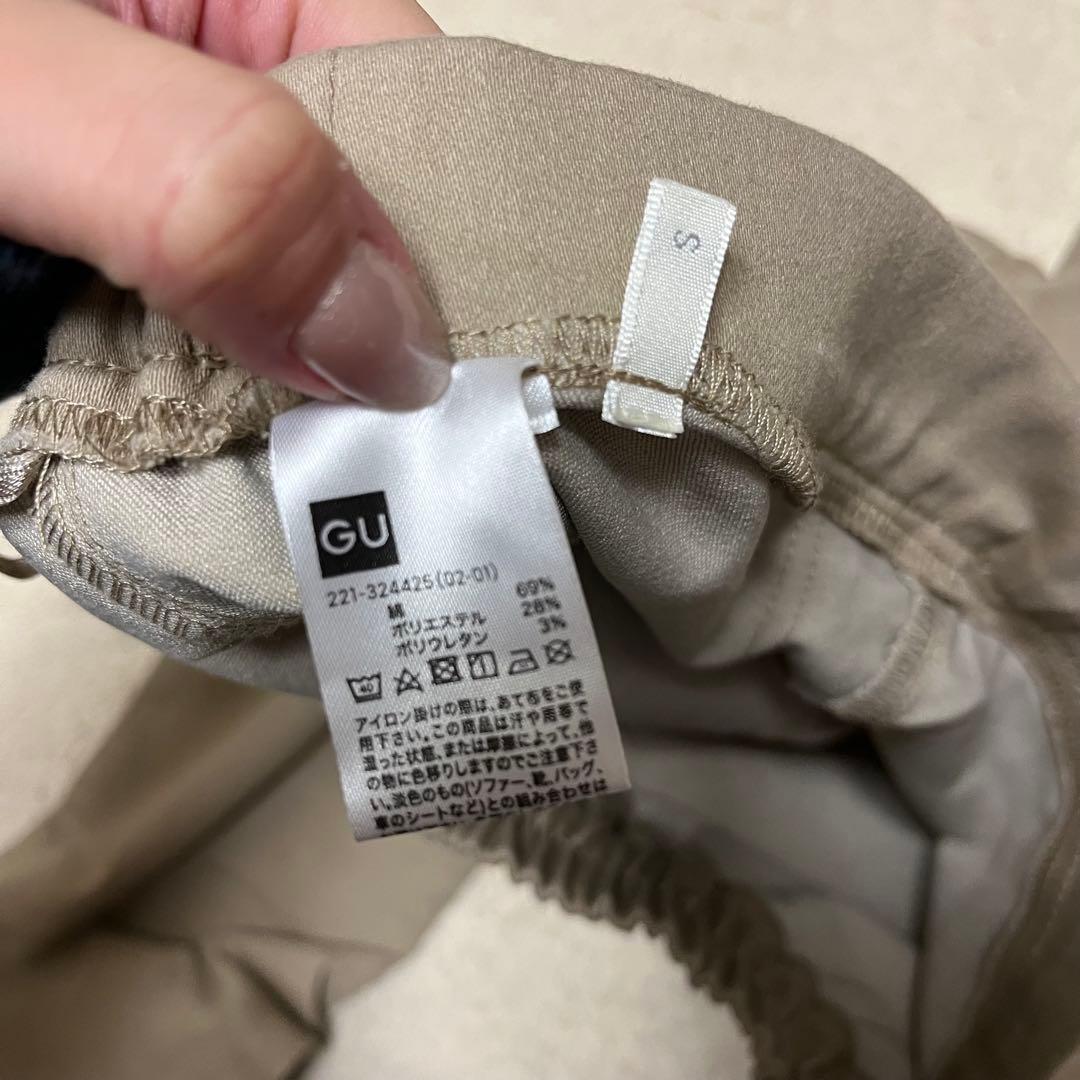 S
GU
221-324425(02-01)
綿 69%
ポリエステル 28%
ポリウレタン 3%
40
アイロン掛けの際は、あて布をご使
用下さい。この商品は汗や雨等で
湿った状態、または摩擦によって、他
の物に色移りしますのでご注意下さ
い。淡色のもの(ソファー、靴、バッグ、
車のシートなど)との組み合わせは